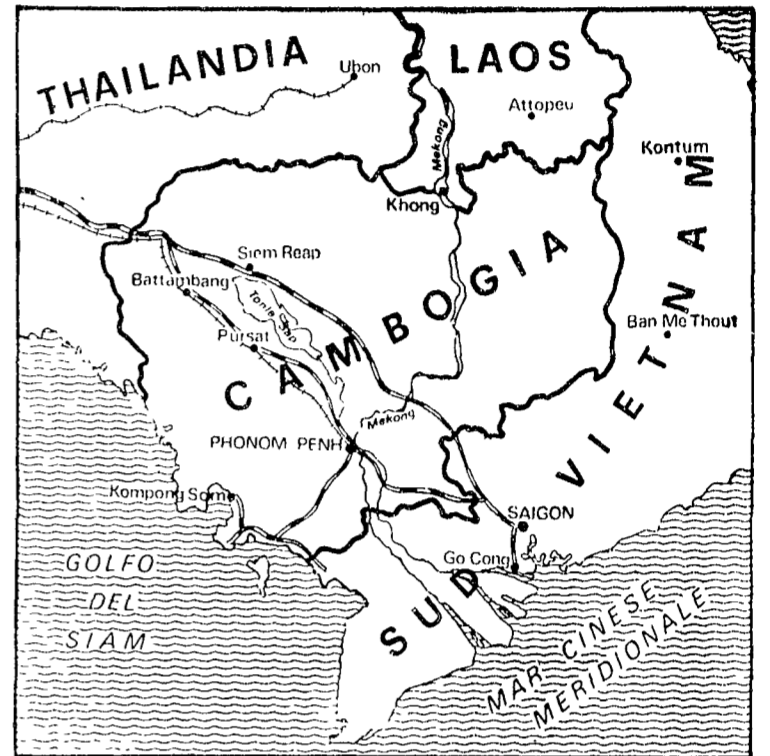 THAILANDIA
Ubon
LAOS
Attopeu
Mekong
Kontum
Khong
Siem Reap
Battambang
Tonle Sap
Pursat
CAMBOGIA
Ban Me Thout
VIETNAM
Mekong
PHONOM PENH
Kompong Som
SAIGON
Go Cong
GOLFO
DEL
SIAM
SUD
MAR CINESE
MERIDIONALE